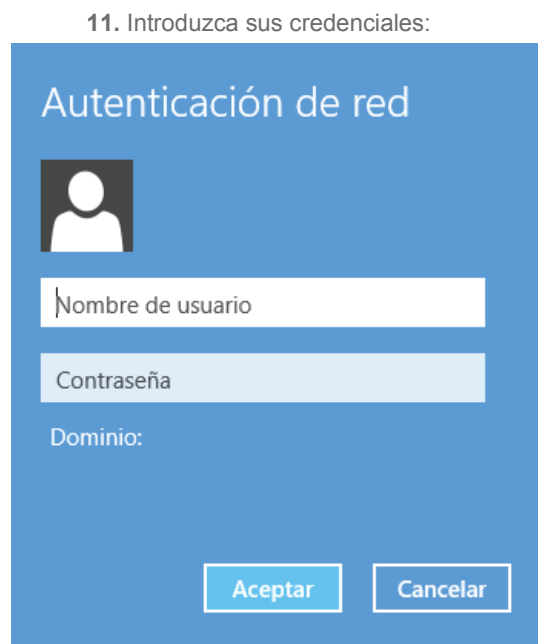 11. Introduzca sus credenciales:
Autenticación de red
Nombre de usuario
Contraseña
Dominio:
Aceptar Cancelar